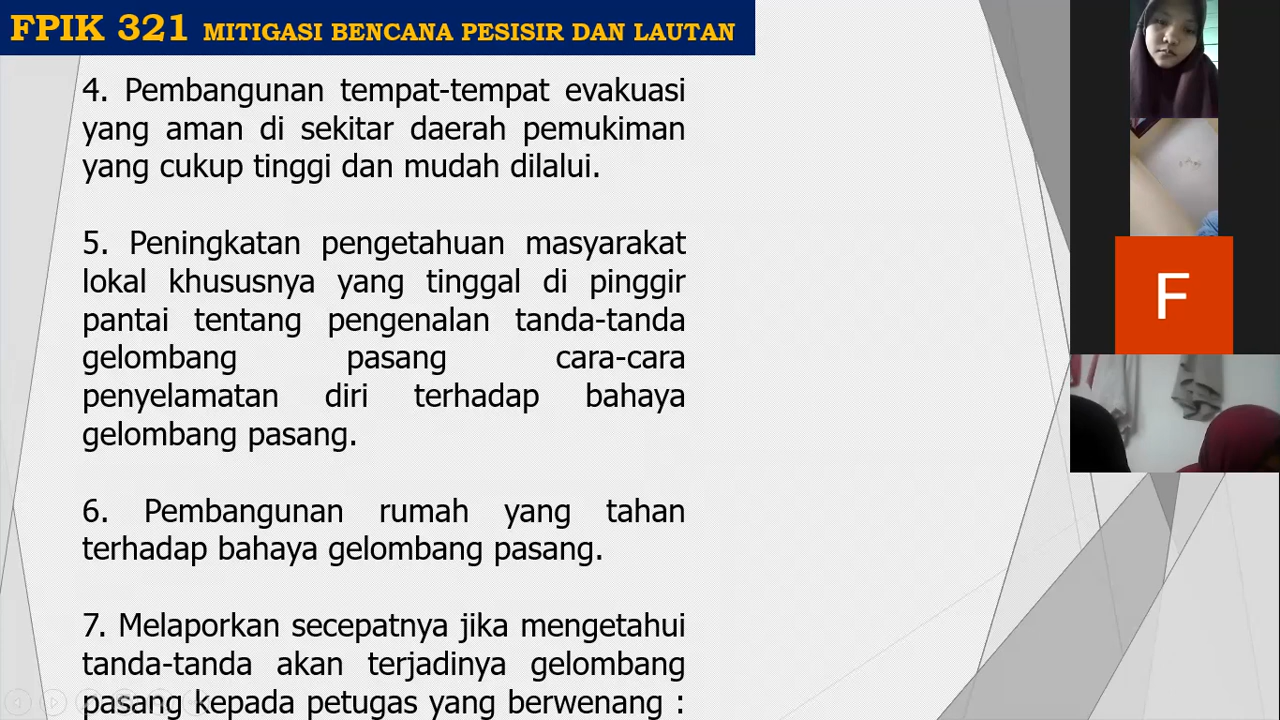 FPIK 321 MITIGASI BENCANA PESISIR DAN LAUTAN
4. Pembangunan tempat-tempat evakuasi
yang aman di sekitar daerah pemukiman
yang cukup tinggi dan mudah dilalui.
5. Peningkatan pengetahuan masyarakat
lokal khususnya yang tinggal di pinggir
pantai tentang pengenalan tanda-tanda
gelombang pasang cara-cara
penyelamatan diri terhadap bahaya
gelombang pasang.
6. Pembangunan rumah yang tahan
terhadap bahaya gelombang pasang.
7. Melaporkan secepatnya jika mengetahui
tanda-tanda akan terjadinya gelombang
pasang kepada petugas yang berwenang :
F